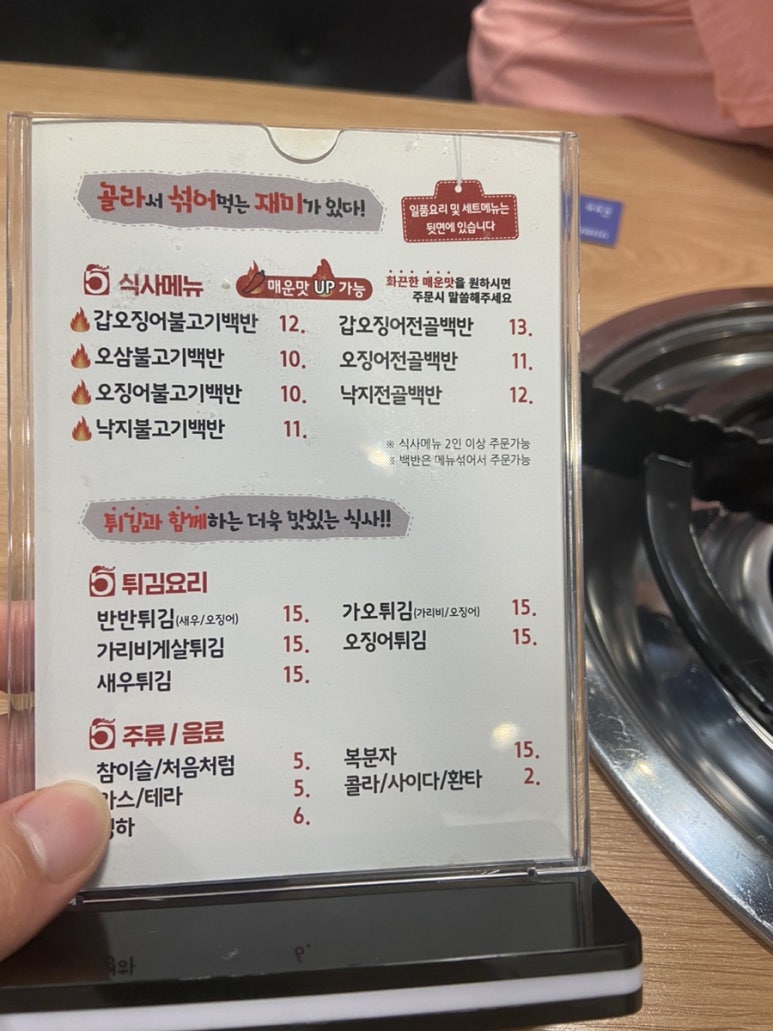 골라서 섞어먹는 재미가 있다!
일품요리 및 세트메뉴는
뒷면에 있습니다
5 식사메뉴
매운맛 UP 가능
화끈한 매운맛을 원하시면
주문시 말씀해주세요
갑오징어불고기백반 12. 갑오징어전골백반 13.
오삼불고기백반 10. 오징어전골백반 11.
오징어불고기백반 10. 낙지전골백반 12.
낙지불고기백반 11.
※ 식사메뉴 2인 이상 주문가능
※ 백반은 메뉴섞어서 주문가능
튀김과 함께하는 더욱 맛있는 식사!!
5 튀김요리
반반튀김(새우/오징어) 15. 가오튀김(가리비/오징어) 15.
가리비게살튀김 15. 오징어튀김 15.
새우튀김 15.
5 주류/음료
참이슬/처음처럼 5. 복분자 15.
스/테라 5. 콜라/사이다/환타 2.
하 6.